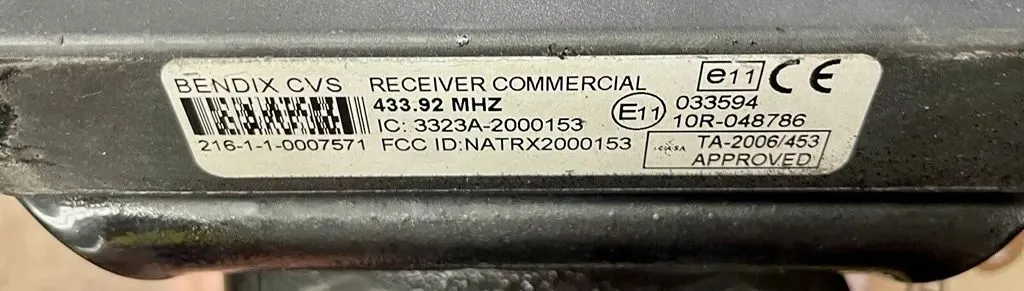 BENDIX CVS RECEIVER COMMERCIAL
433.92 MHZ
IC: 3323A-2000153
216-1-1-0007571 FCC ID:NATRX2000153
e11 CE
E11 033594
10R-048786
ICASA TA-2006/453
APPROVED